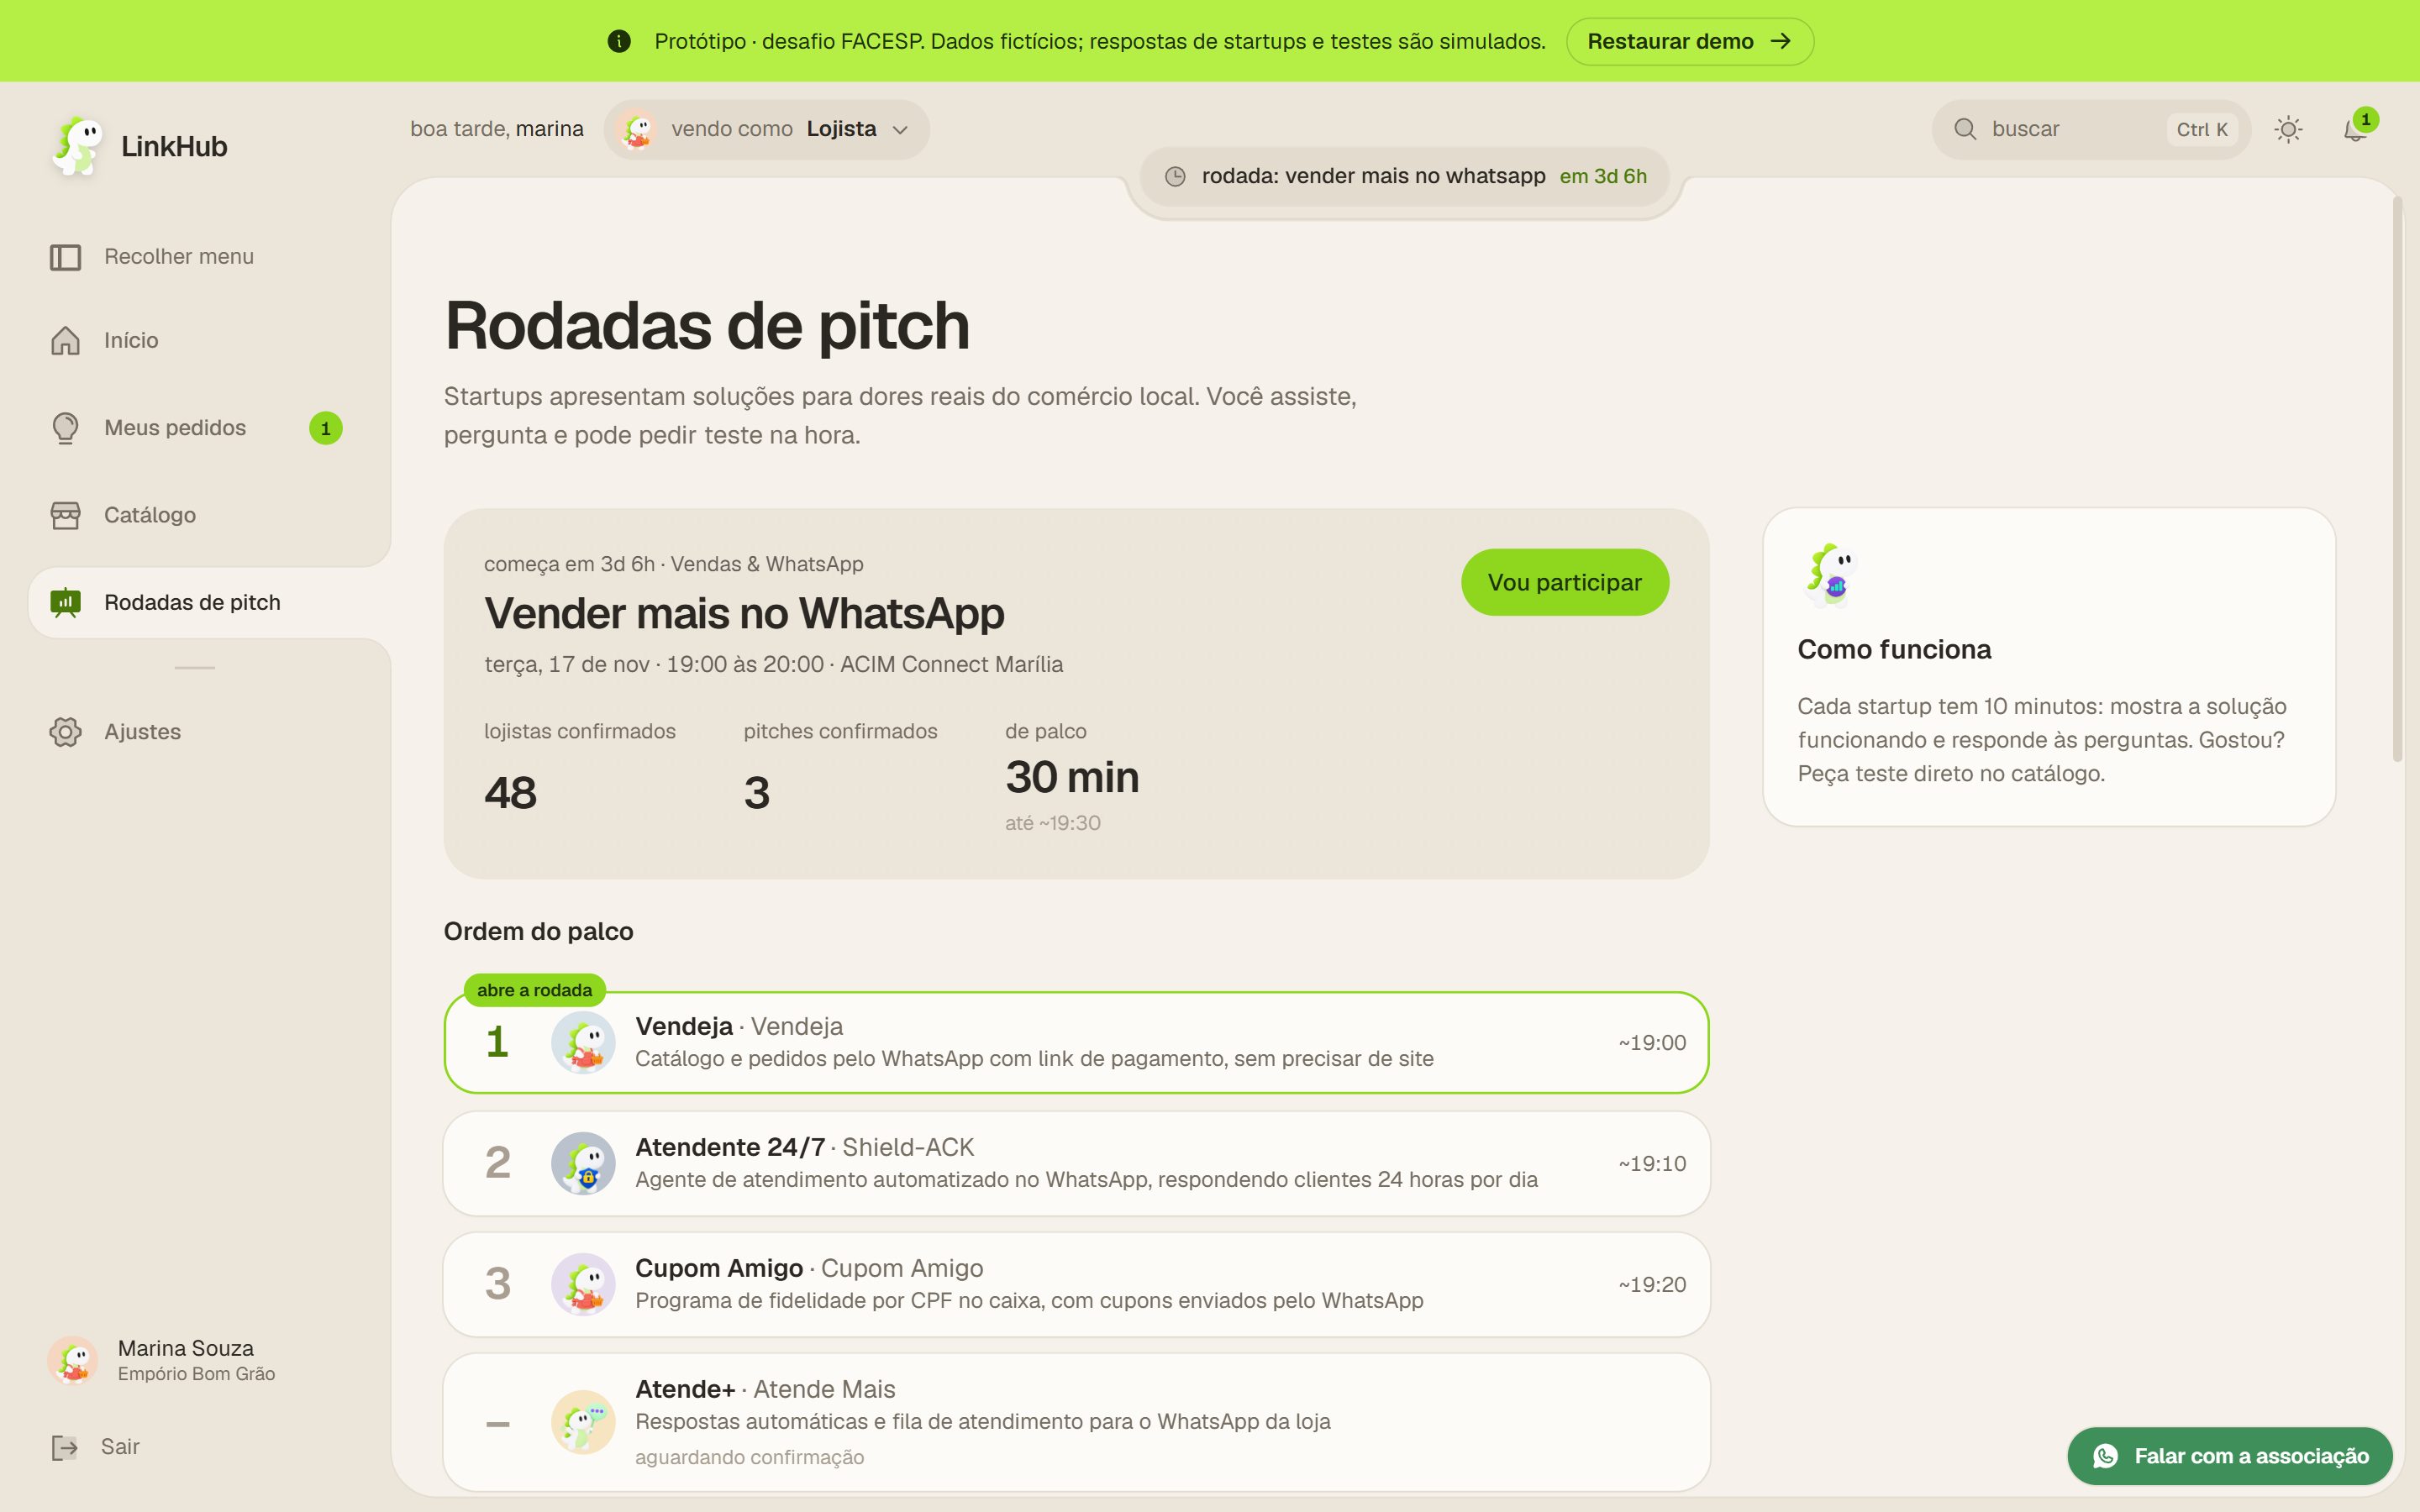 Protótipo · desafio FACESP. Dados fictícios; respostas de startups e testes são simulados.
Restaurar demo
LinkHub
boa tarde, marina
vendo como Lojista
rodada: vender mais no whatsapp em 3d 6h
buscar
Ctrl K
1
Recolher menu
Início
Meus pedidos
1
Catálogo
Rodadas de pitch
Ajustes
Marina Souza
Empório Bom Grão
Sair
Rodadas de pitch
Startups apresentam soluções para dores reais do comércio local. Você assiste,
pergunta e pode pedir teste na hora.
começa em 3d 6h · Vendas & WhatsApp
Vender mais no WhatsApp
terça, 17 de nov · 19:00 às 20:00 · ACIM Connect Marília
Vou participar
lojistas confirmados
48
pitches confirmados
3
de palco
30 min
até ~19:30
Como funciona
Cada startup tem 10 minutos: mostra a solução
funcionando e responde às perguntas. Gostou?
Peça teste direto no catálogo.
Ordem do palco
abre a rodada
1
Vendeja · Vendeja
Catálogo e pedidos pelo WhatsApp com link de pagamento, sem precisar de site
~19:00
2
Atendente 24/7 · Shield-ACK
Agente de atendimento automatizado no WhatsApp, respondendo clientes 24 horas por dia
~19:10
3
Cupom Amigo · Cupom Amigo
Programa de fidelidade por CPF no caixa, com cupons enviados pelo WhatsApp
~19:20
–
Atende+ · Atende Mais
Respostas automáticas e fila de atendimento para o WhatsApp da loja
aguardando confirmação
Falar com a associação